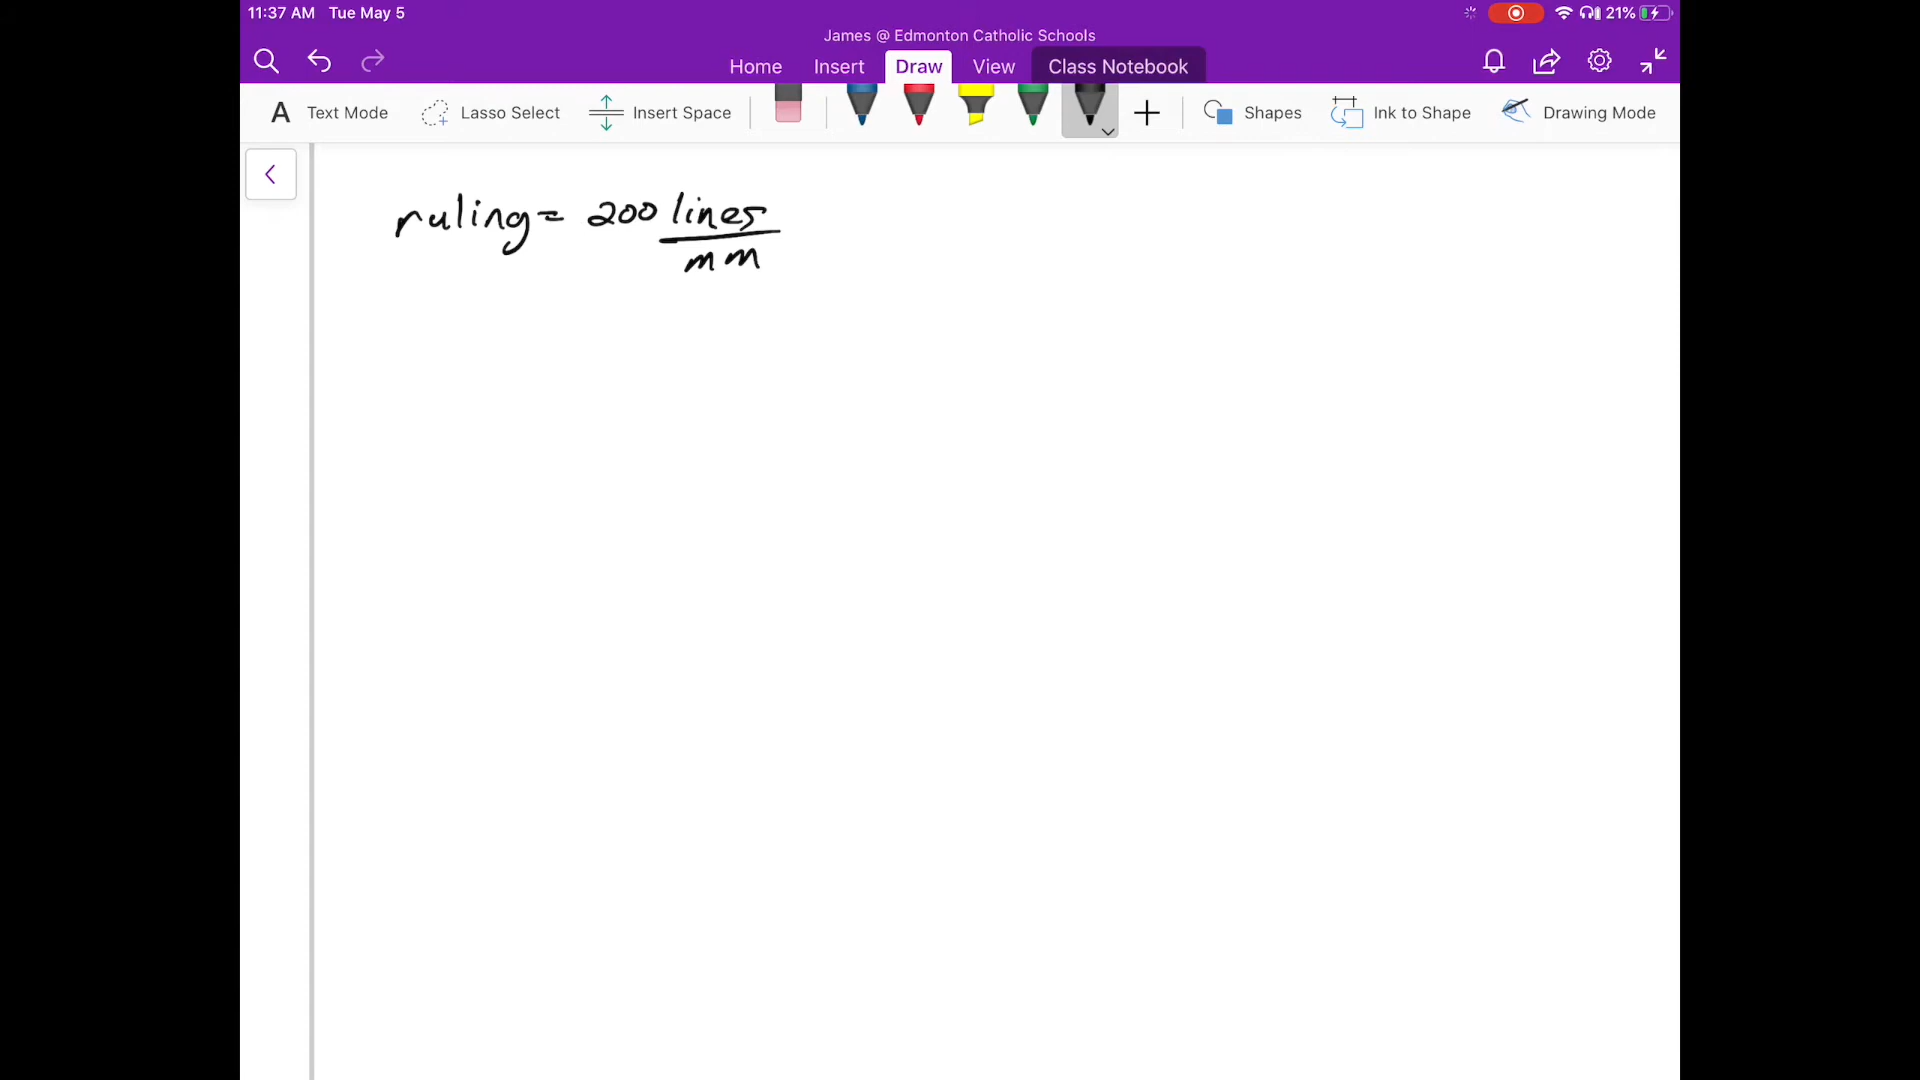 11:37 AM Tue May 5 21%
James @ Edmonton Catholic Schools
Home Insert Draw View Class Notebook
A Text Mode Lasso Select Insert Space Shapes Ink to Shape Drawing Mode
ruling = 200 lines
mm